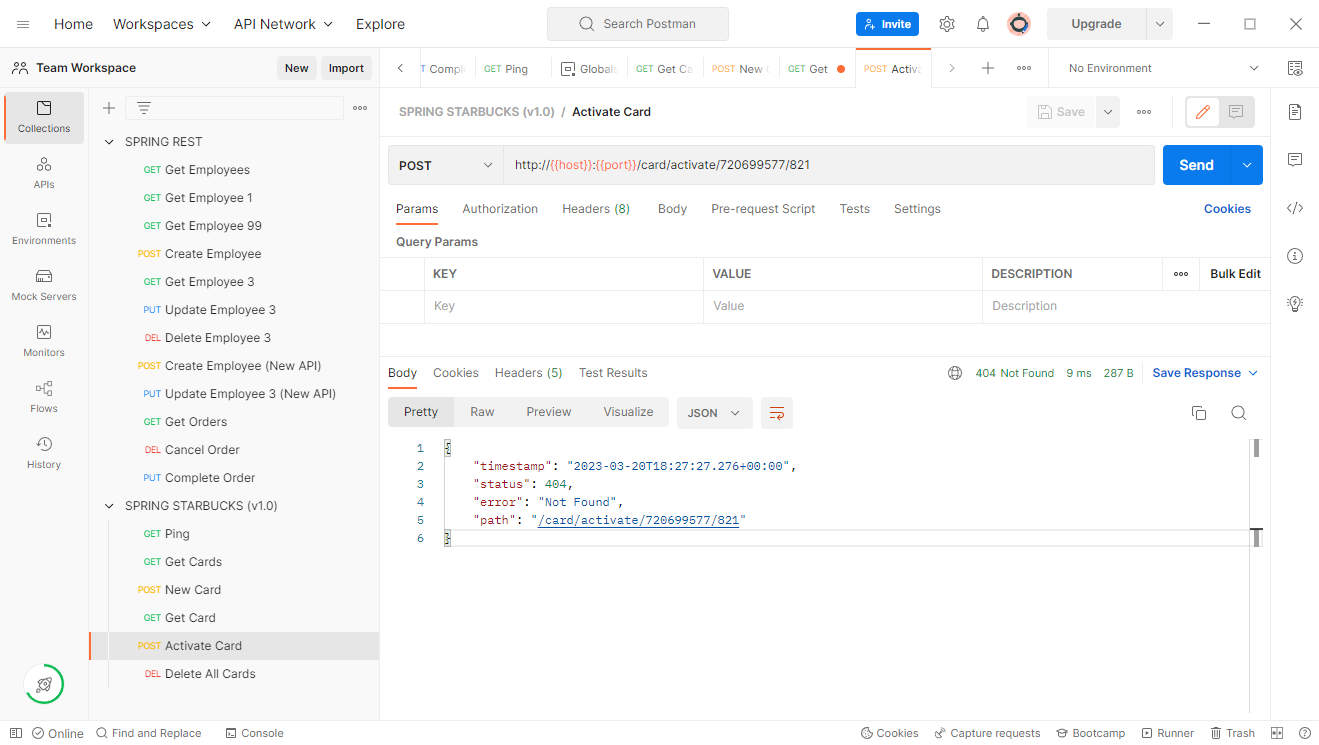 Home Workspaces API Network Explore Search Postman Invite Upgrade
Team Workspace New Import
Comple GET Ping Globals GET Get Ca POST New C GET Get POST Activa No Environment
SPRING STARBUCKS (v1.0) / Activate Card Save
Collections
APIs
Environments
Mock Servers
Monitors
Flows
History
SPRING REST
GET Get Employees
GET Get Employee 1
GET Get Employee 99
POST Create Employee
GET Get Employee 3
PUT Update Employee 3
DEL Delete Employee 3
POST Create Employee (New API)
PUT Update Employee 3 (New API)
GET Get Orders
DEL Cancel Order
PUT Complete Order
SPRING STARBUCKS (v1.0)
GET Ping
GET Get Cards
POST New Card
GET Get Card
POST Activate Card
DEL Delete All Cards
POST http://{{host}}:{{port}}/card/activate/720699577/821 Send
Params Authorization Headers (8) Body Pre-request Script Tests Settings Cookies
Query Params
KEY VALUE DESCRIPTION Bulk Edit
Key Value Description
Body Cookies Headers (5) Test Results 404 Not Found 9 ms 287 B Save Response
Pretty Raw Preview Visualize JSON
1 {
2 "timestamp": "2023-03-20T18:27:27.276+00:00",
3 "status": 404,
4 "error": "Not Found",
5 "path": "/card/activate/720699577/821"
6 }
Online Find and Replace Console Cookies Capture requests Bootcamp Runner Trash